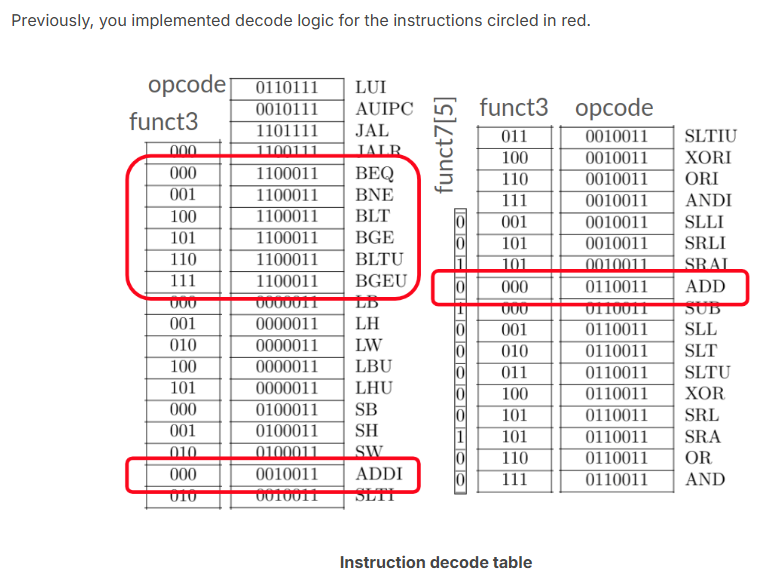 Previously, you implemented decode logic for the instructions circled in red.
opcode
funct3
0110111 LUI
0010111 AUIPC
1101111 JAL
000 1100111 JALR
000 1100011 BEQ
001 1100011 BNE
100 1100011 BLT
101 1100011 BGE
110 1100011 BLTU
111 1100011 BGEU
000 0000011 LB
001 0000011 LH
010 0000011 LW
100 0000011 LBU
101 0000011 LHU
000 0100011 SB
001 0100011 SH
010 0100011 SW
000 0010011 ADDI
010 0010011 SLTI
funct7[5]
funct3 opcode
011 0010011 SLTIU
100 0010011 XORI
110 0010011 ORI
111 0010011 ANDI
0 001 0010011 SLLI
0 101 0010011 SRLI
1 101 0010011 SRAI
0 000 0110011 ADD
1 000 0110011 SUB
0 001 0110011 SLL
0 010 0110011 SLT
0 011 0110011 SLTU
0 100 0110011 XOR
0 101 0110011 SRL
1 101 0110011 SRA
0 110 0110011 OR
0 111 0110011 AND
Instruction decode table